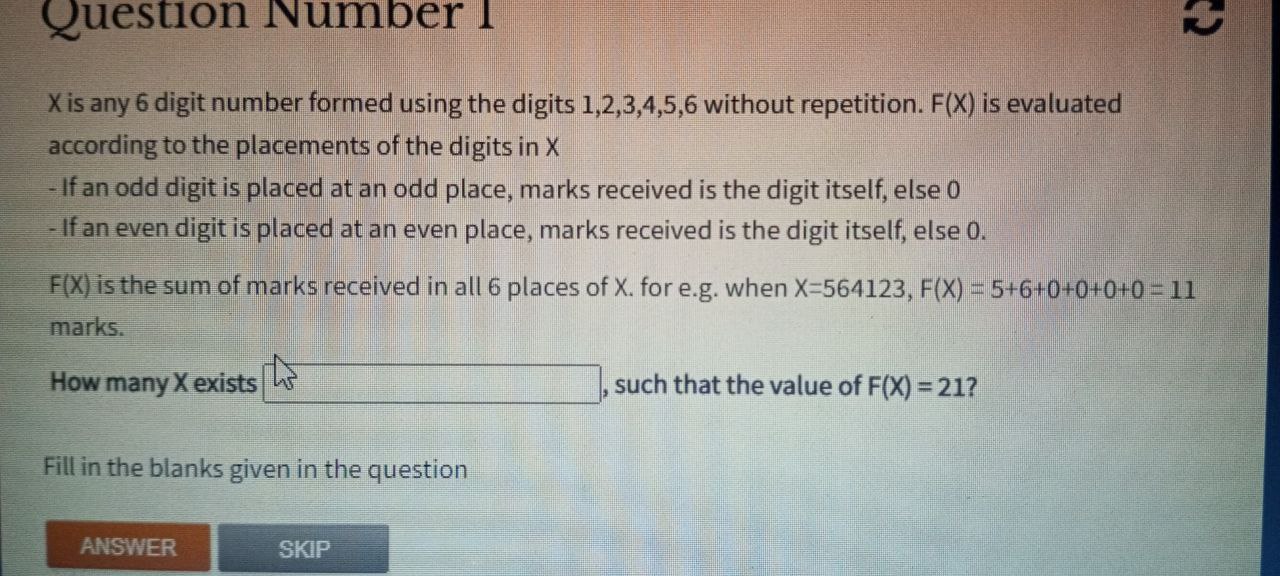 Question Number 1
X is any 6 digit number formed using the digits 1,2,3,4,5,6 without repetition. F(X) is evaluated
according to the placements of the digits in X
- If an odd digit is placed at an odd place, marks received is the digit itself, else 0
- If an even digit is placed at an even place, marks received is the digit itself, else 0.
F(X) is the sum of marks received in all 6 places of X. for e.g. when X=564123, F(X) = 5+6+0+0+0+0 = 11
marks.
How many X exists , such that the value of F(X) = 21?
Fill in the blanks given in the question
ANSWER SKIP